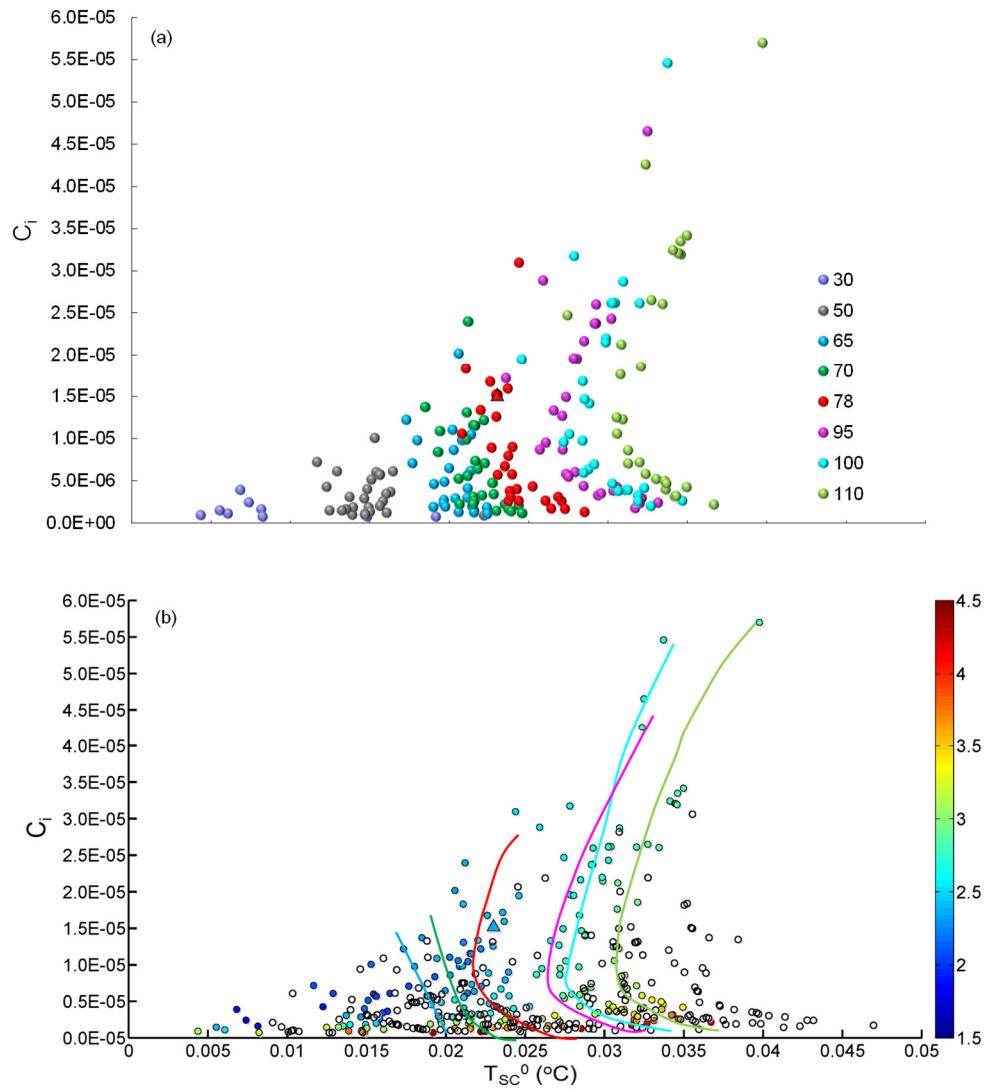 (a)
6.0E-05
5.5E-05
5.0E-05
4.5E-05
4.0E-05
3.5E-05
3.0E-05
2.5E-05
2.0E-05
1.5E-05
1.0E-05
5.0E-06
0.0E+00
Ci
30
50
65
70
78
95
100
110
(b)
6.0E-05
5.5E-05
5.0E-05
4.5E-05
4.0E-05
3.5E-05
3.0E-05
2.5E-05
2.0E-05
1.5E-05
1.0E-05
0.5E-05
0.0E-05
Ci
0
0.005
0.01
0.015
0.02
0.025
0.03
0.035
0.04
0.045
0.05
TSC0 (°C)
4.5
4
3.5
3
2.5
2
1.5